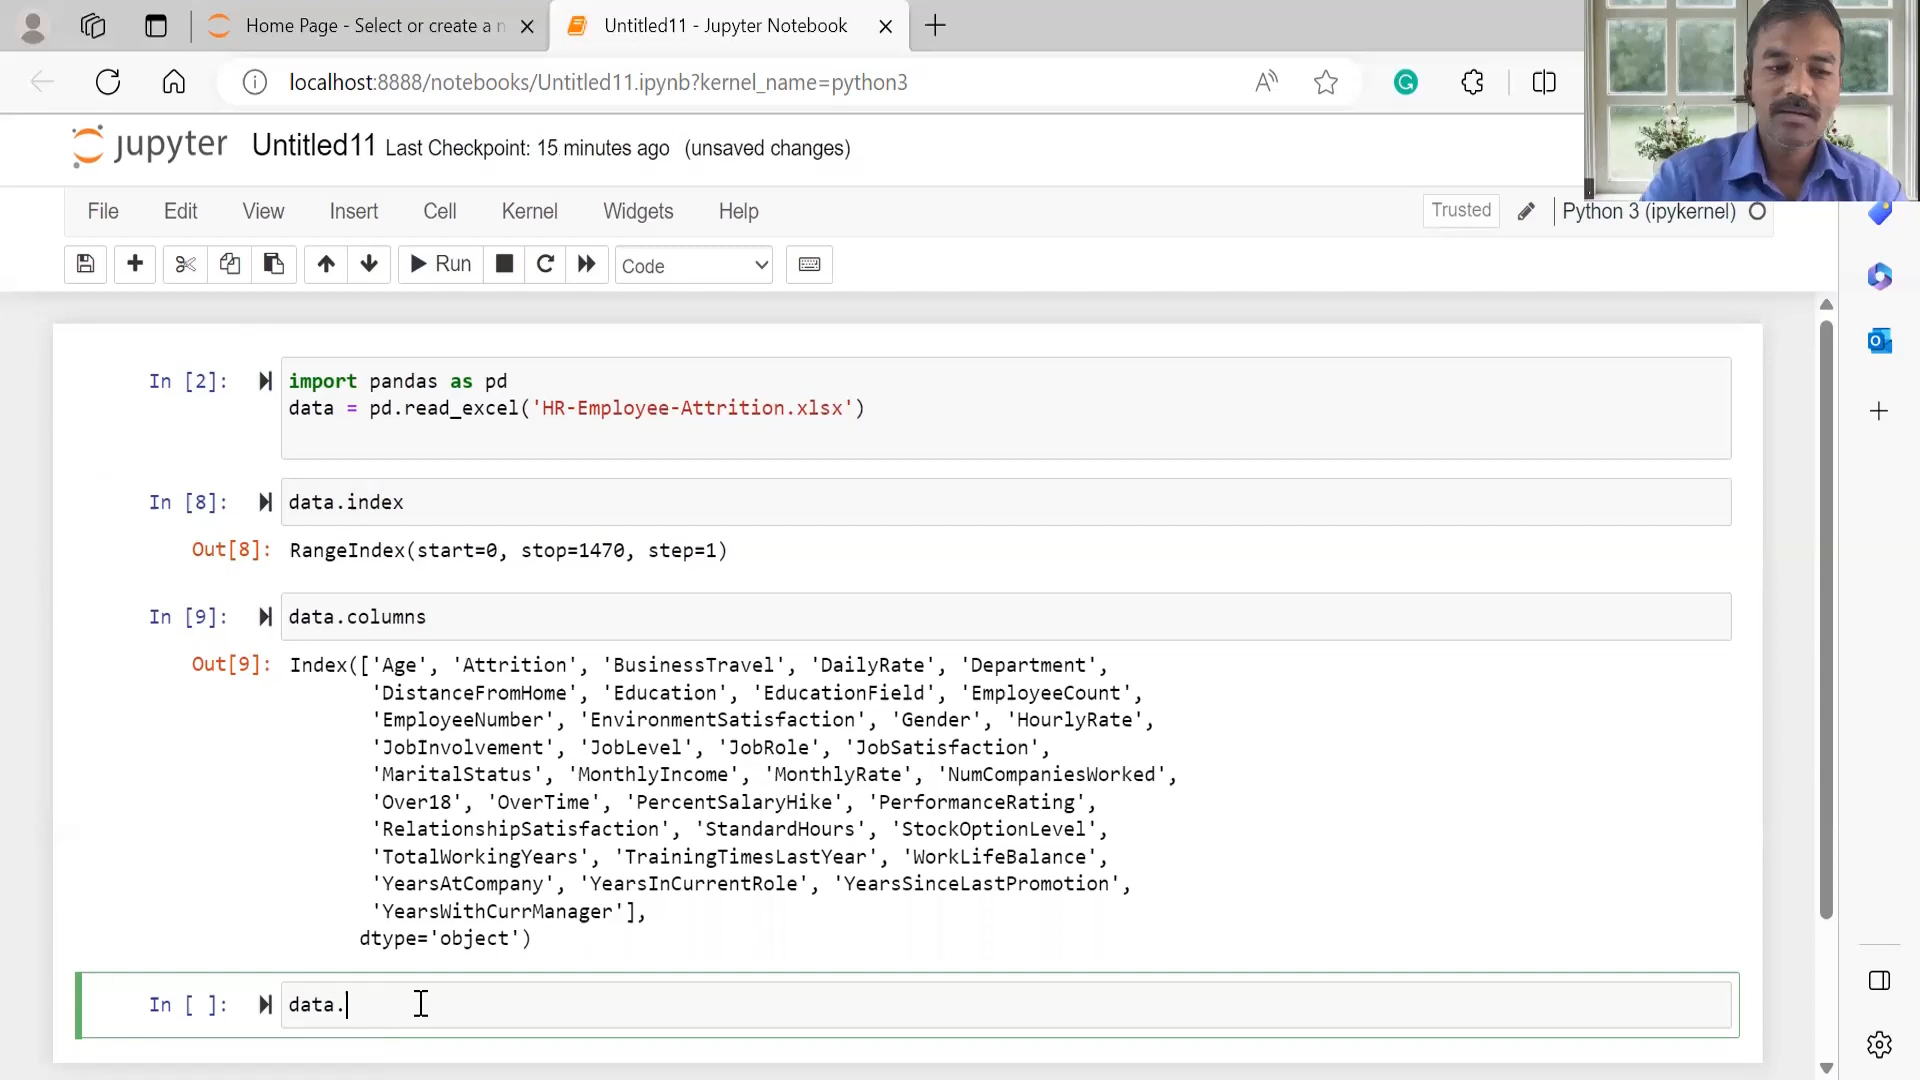 Home Page - Select or create a n
Untitled11 - Jupyter Notebook
localhost:8888/notebooks/Untitled11.ipynb?kernel_name=python3
jupyter Untitled11 Last Checkpoint: 15 minutes ago (unsaved changes)
File Edit View Insert Cell Kernel Widgets Help Trusted Python 3 (ipykernel)
Run Code
In [2]: import pandas as pd
data = pd.read_excel('HR-Employee-Attrition.xlsx')
In [8]: data.index
Out[8]: RangeIndex(start=0, stop=1470, step=1)
In [9]: data.columns
Out[9]: Index(['Age', 'Attrition', 'BusinessTravel', 'DailyRate', 'Department',
'DistanceFromHome', 'Education', 'EducationField', 'EmployeeCount',
'EmployeeNumber', 'EnvironmentSatisfaction', 'Gender', 'HourlyRate',
'JobInvolvement', 'JobLevel', 'JobRole', 'JobSatisfaction',
'MaritalStatus', 'MonthlyIncome', 'MonthlyRate', 'NumCompaniesWorked',
'Over18', 'OverTime', 'PercentSalaryHike', 'PerformanceRating',
'RelationshipSatisfaction', 'StandardHours', 'StockOptionLevel',
'TotalWorkingYears', 'TrainingTimesLastYear', 'WorkLifeBalance',
'YearsAtCompany', 'YearsInCurrentRole', 'YearsSinceLastPromotion',
'YearsWithCurrManager'],
dtype='object')
In [ ]: data.